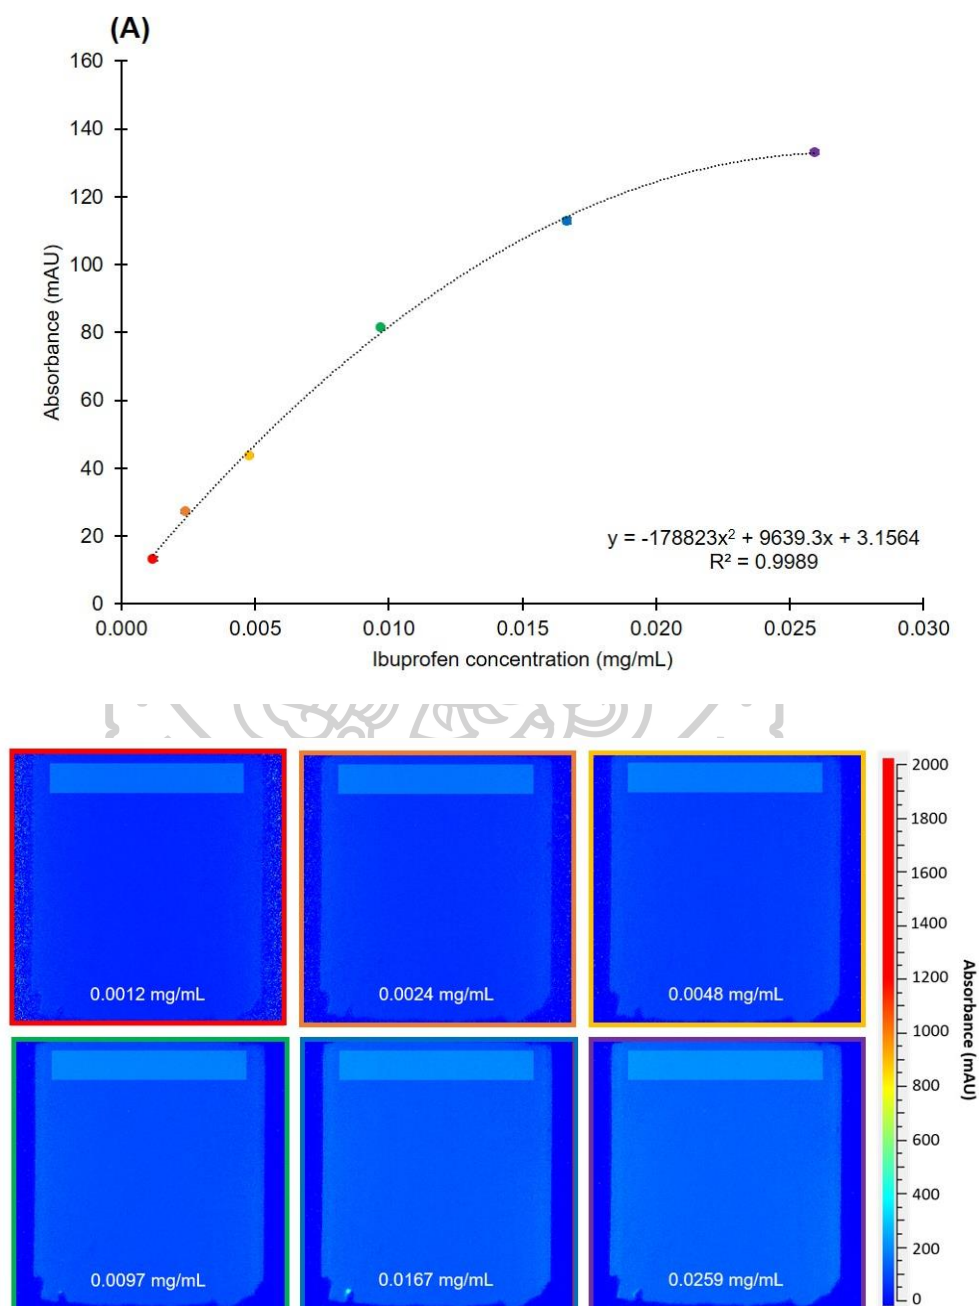 (A)
160
140
120
100
80
60
40
20
0
Absorbance (mAU)
y = -178823x² + 9639.3x + 3.1564
R² = 0.9989
0.000 0.005 0.010 0.015 0.020 0.025 0.030
Ibuprofen concentration (mg/mL)
0.0012 mg/mL
0.0024 mg/mL
0.0048 mg/mL
0.0097 mg/mL
0.0167 mg/mL
0.0259 mg/mL
2000
1800
1600
1400
1200
1000
800
600
400
200
0
Absorbance (mAU)